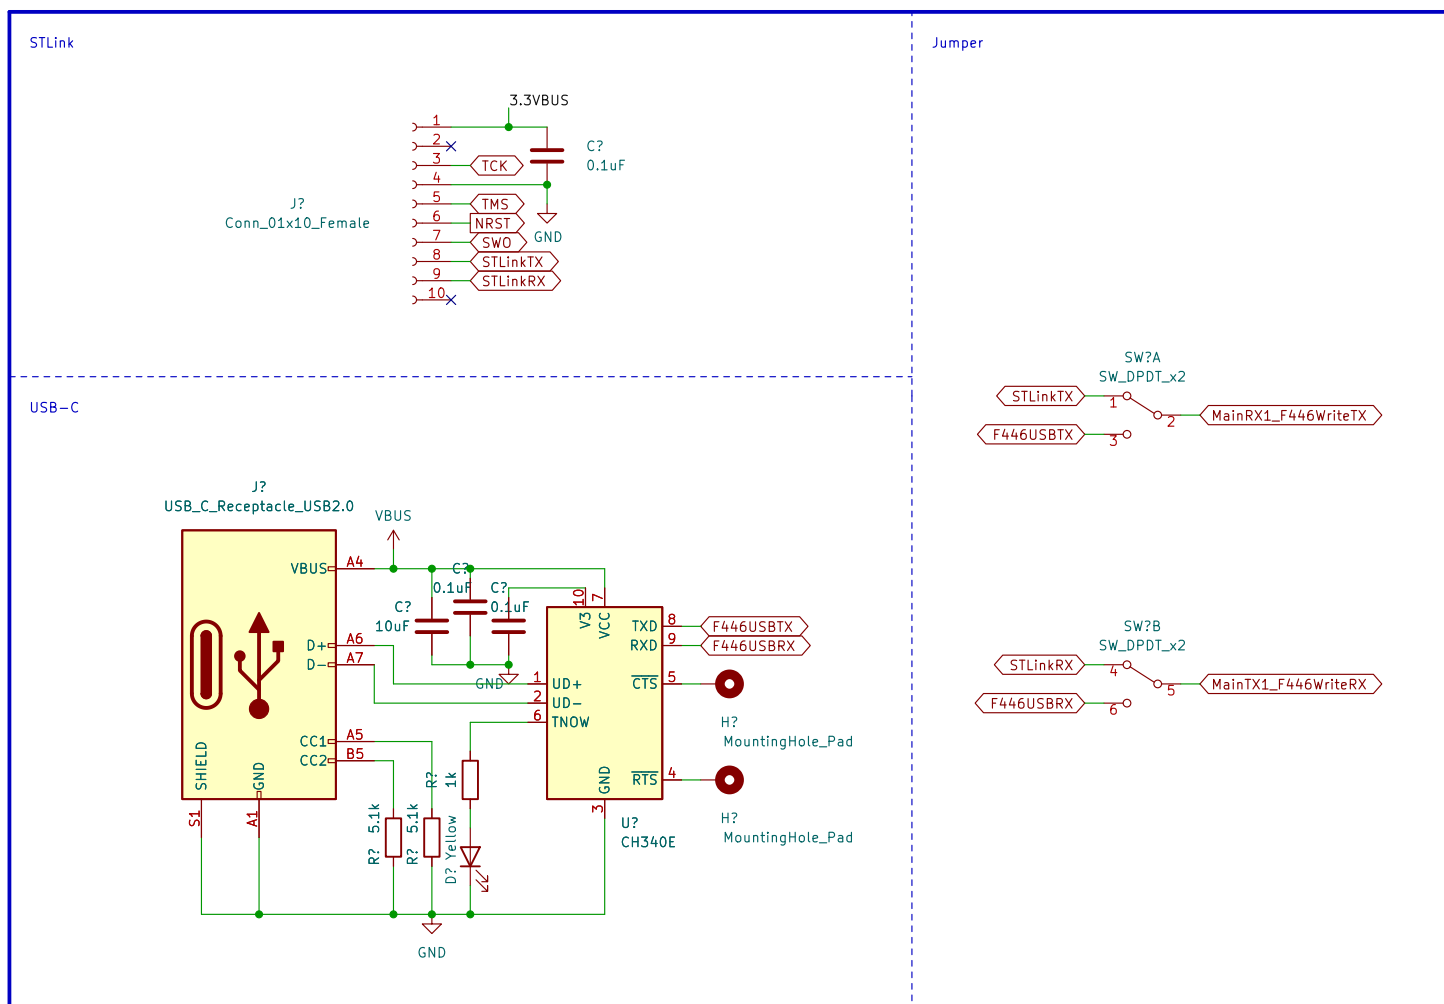 STLink
3.3VBUS
1
2
3
4
5
6
7
8
9
10
TCK
TMS
NRST
SWO
STLinkTX
STLinkRX
C?
0.1uF
GND
J?
Conn_01x10_Female
Jumper
SW?A
SW_DPDT_x2
STLinkTX
1
F446USBTX
3
2
MainRX1_F446WriteTX
SW?B
SW_DPDT_x2
STLinkRX
4
F446USBRX
6
5
MainTX1_F446WriteRX
USB-C
J?
USB_C_Receptacle_USB2.0
VBUS
VBUS
A4
D+
A6
D-
A7
CC1
A5
CC2
B5
SHIELD
GND
S1
A1
C?
10uF
C?
0.1uF
C?
0.1uF
GND
10
7
V3
VCC
TXD
8
F446USBTX
RXD
9
F446USBRX
1
UD+
2
UD-
6
TNOW
CTS
5
RTS
4
GND
3
H?
MountingHole_Pad
H?
MountingHole_Pad
U?
CH340E
R?
1k
R?
5.1k
R?
5.1k
D?
Yellow
GND